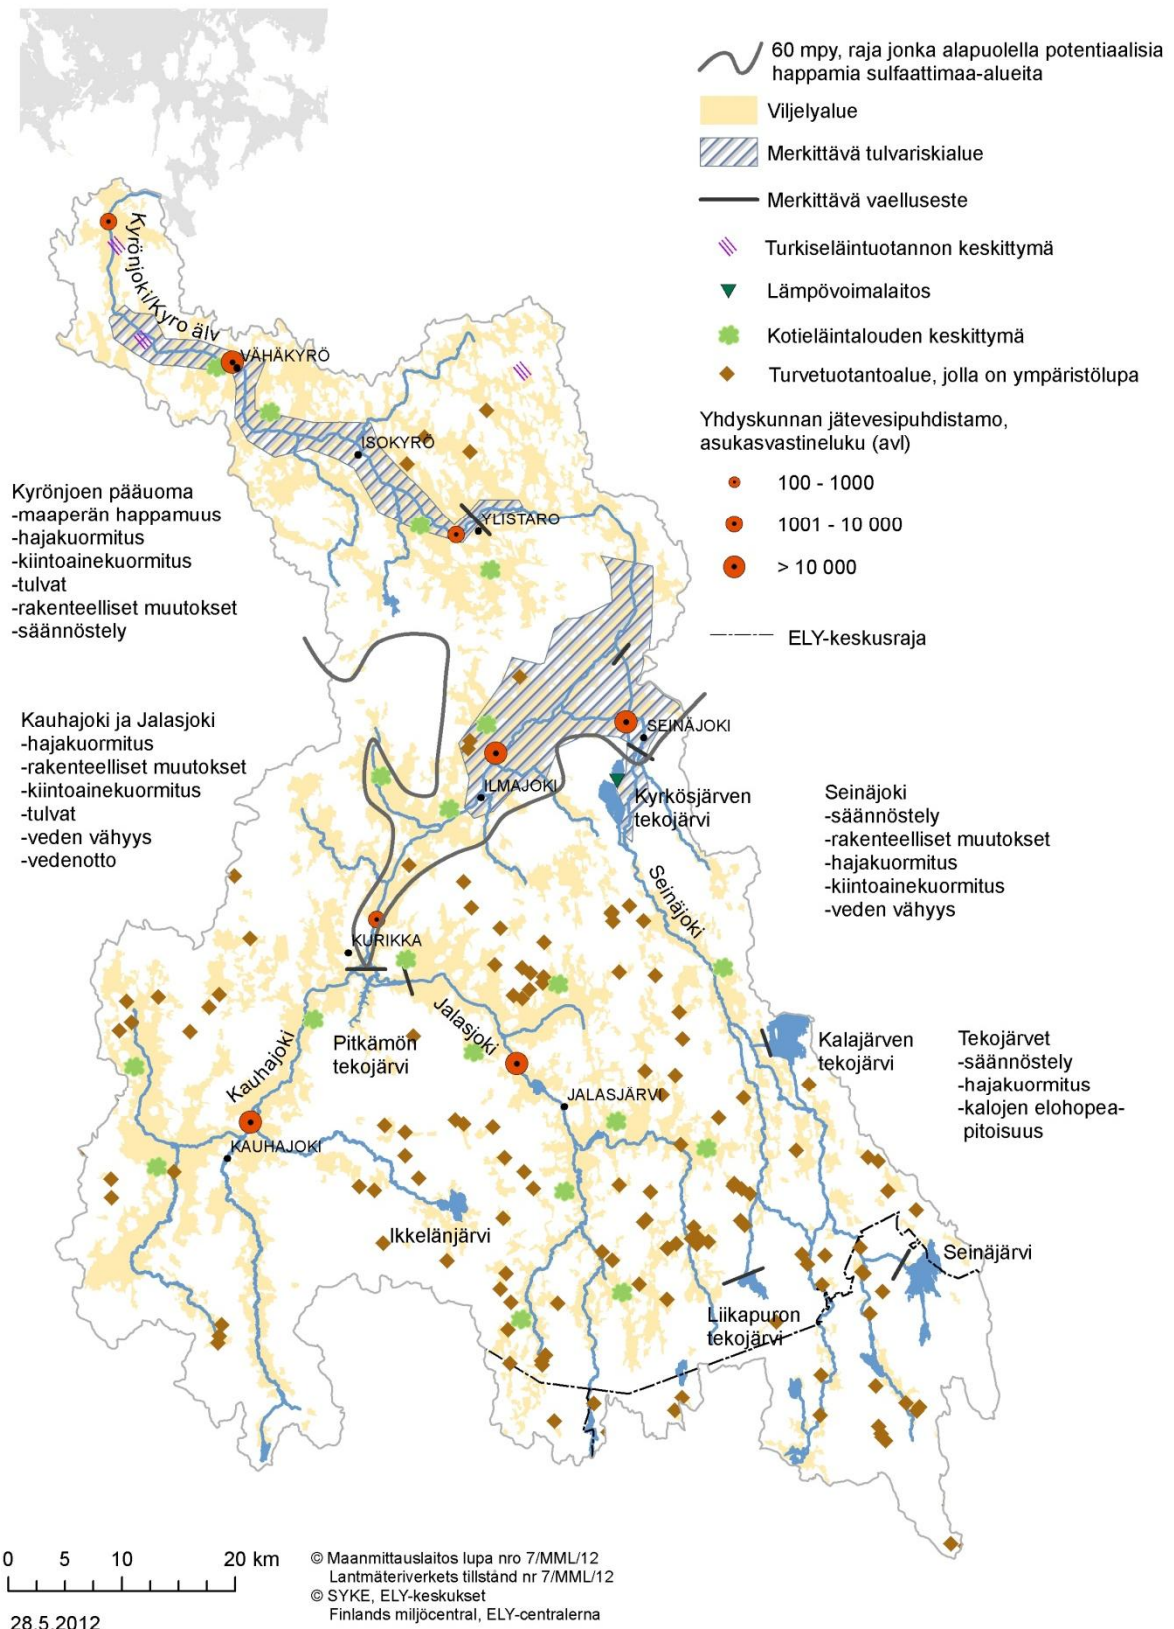 60 mpy, raja jonka alapuolella potentiaalisia
happamia sulfaattimaa-alueita
Viljelyalue
Merkittävä tulvariskialue
Merkittävä vaelluseste
Turkiseläintuotannon keskittymä
Lämpövoimalaitos
Kotieläintalouden keskittymä
Turvetuotantoalue, jolla on ympäristölupa
Yhdyskunnan jätevesipuhdistamo,
asukasvastineluku (avl)
100 - 1000
1001 - 10 000
> 10 000
ELY-keskusraja
Kyrönjoki/Kyro älv
VÄHÄKYRÖ
ISOKYRÖ
YLISTARO
Kyrönjoen pääuoma
-maaperän happamuus
-hajakuormitus
-kiintoainekuormitus
-tulvat
-rakenteelliset muutokset
-säännöstely
Kauhajoki ja Jalasjoki
-hajakuormitus
-rakenteelliset muutokset
-kiintoainekuormitus
-tulvat
-veden vähyys
-vedenotto
SEINÄJOKI
ILMAJOKI
Kyrkösjärven
tekojärvi
Seinäjoki
-säännöstely
-rakenteelliset muutokset
-hajakuormitus
-kiintoainekuormitus
-veden vähyys
Seinäjoki
KURIKKA
Jalasjoki
Pitkämön
tekojärvi
Kauhajoki
Kalajärven
tekojärvi
Tekojärvet
-säännöstely
-hajakuormitus
-kalojen elohopea-
pitoisuus
JALASJÄRVI
KAUHAJOKI
Ikkelänjärvi
Seinäjärvi
Liikapuron
tekojärvi
0 5 10 20 km
28.5.2012
© Maanmittauslaitos lupa nro 7/MML/12
Lantmäteriverkets tillstånd nr 7/MML/12
© SYKE, ELY-keskukset
Finlands miljöcentral, ELY-centralerna